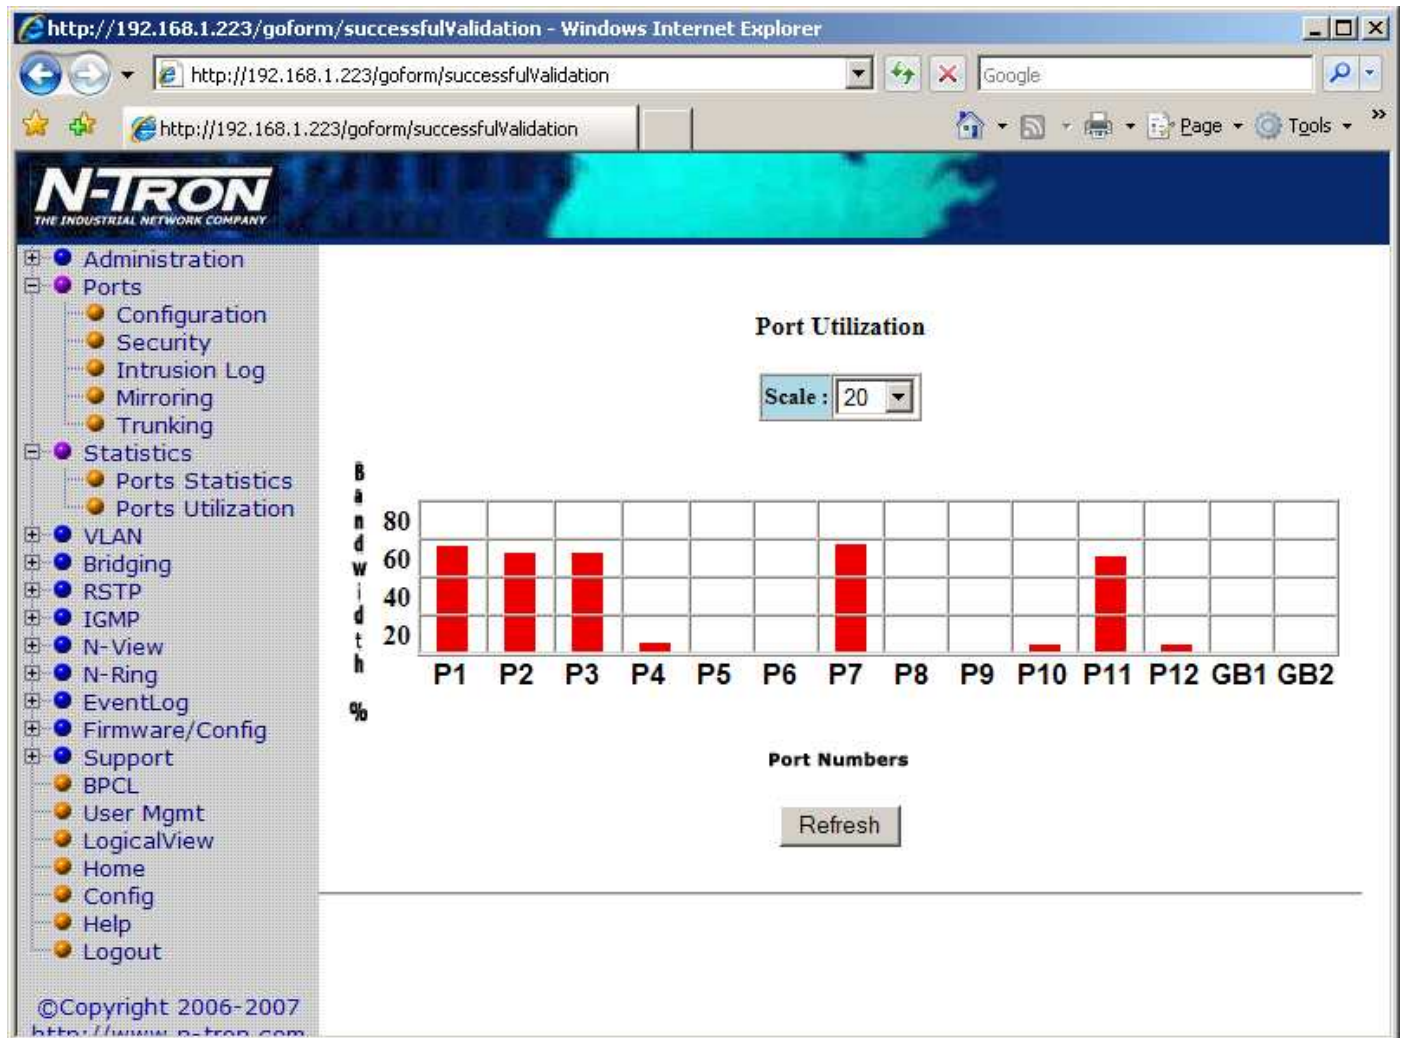 http://192.168.1.223/goform/successfulValidation - Windows Internet Explorer
http://192.168.1.223/goform/successfulValidation
Google
http://192.168.1.223/goform/successfulValidation
Page
Tools
»
N-TRON
THE INDUSTRIAL NETWORK COMPANY
Administration
Ports
Configuration
Security
Intrusion Log
Mirroring
Trunking
Statistics
Ports Statistics
Ports Utilization
VLAN
Bridging
RSTP
IGMP
N-View
N-Ring
EventLog
Firmware/Config
Support
BPCL
User Mgmt
LogicalView
Home
Config
Help
Logout
©Copyright 2006-2007
http://www.n-tron.com
Port Utilization
Scale : 20
Bandwidth %
80
60
40
20
P1 P2 P3 P4 P5 P6 P7 P8 P9 P10 P11 P12 GB1 GB2
Port Numbers
Refresh